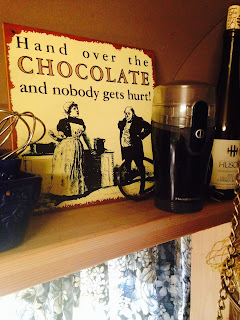 Hand over the
CHOCOLATE
and nobody gets hurt!